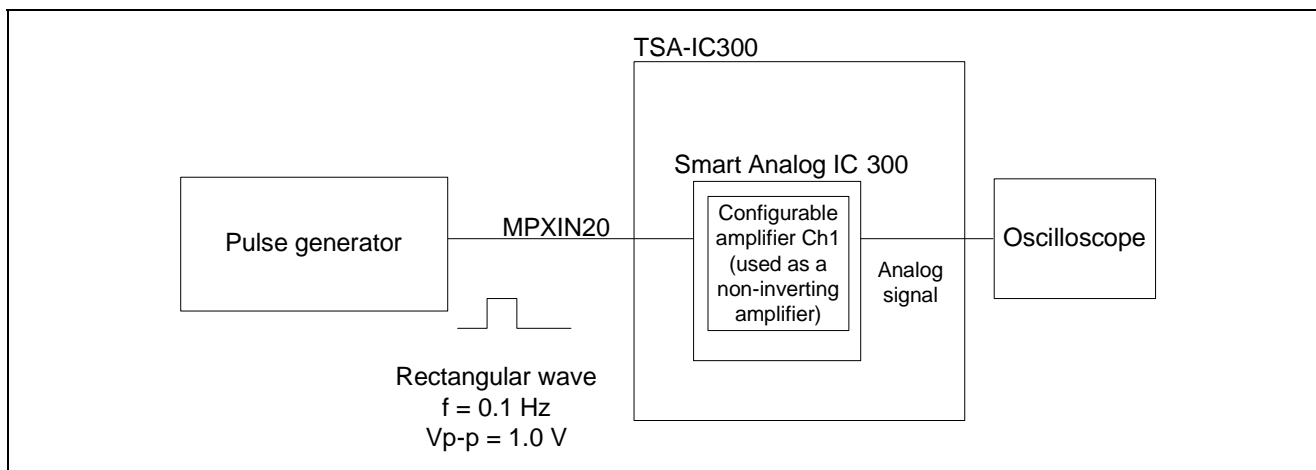 TSA-IC300
Smart Analog IC 300
Pulse generator
MPXIN20
Configurable
amplifier Ch1
(used as a
non-inverting
amplifier)
Analog
signal
Oscilloscope
Rectangular wave
f = 0.1 Hz
Vp-p = 1.0 V